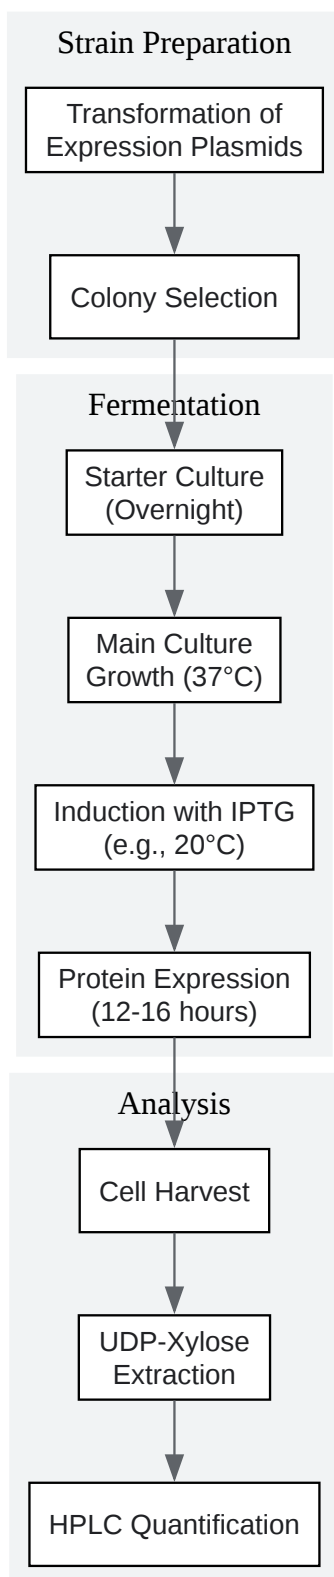 Strain Preparation
Transformation of
Expression Plasmids
Colony Selection
Fermentation
Starter Culture
(Overnight)
Main Culture
Growth (37°C)
Induction with IPTG
(e.g., 20°C)
Protein Expression
(12-16 hours)
Analysis
Cell Harvest
UDP-Xylose
Extraction
HPLC Quantification